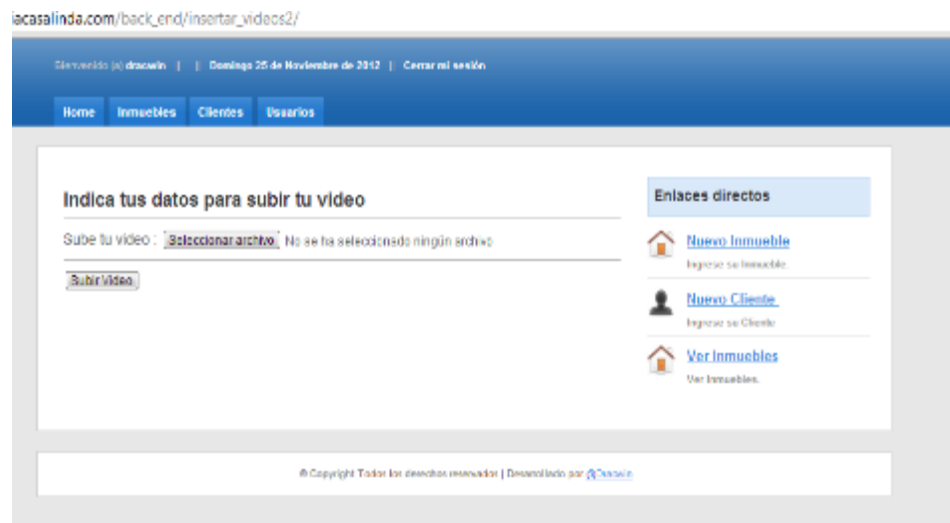 iacasalinda.com/back_end/insertar_videos2/
Bienvenido (a) dracwin | || Domingo 25 de Noviembre de 2012 || Cerrar mi sesión
Home Inmuebles Clientes Usuarios
Indica tus datos para subir tu video
Enlaces directos
Sube tu video : Seleccionar archivo No se ha seleccionado ningún archivo
Subir Video
Nuevo Inmueble
Ingrese su Inmueble.
Nuevo Cliente
Ingrese su Cliente
Ver Inmuebles
Ver Inmuebles.
© Copyright Todos los derechos reservados | Desarrollado por @Dracwin